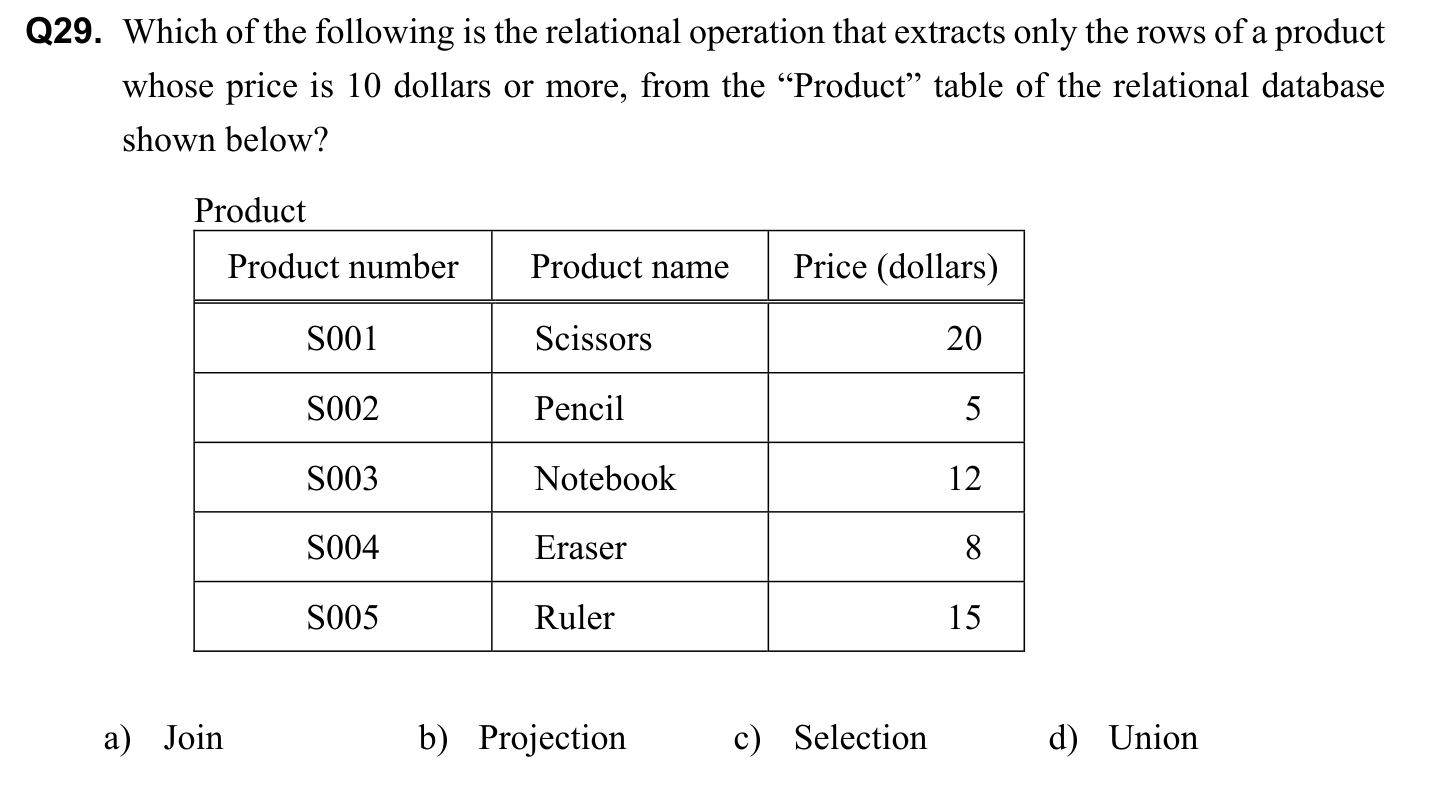 Q29. Which of the following is the relational operation that extracts only the rows of a product
whose price is 10 dollars or more, from the “Product” table of the relational database
shown below?
Product
Product number Product name Price (dollars)
S001 Scissors 20
S002 Pencil 5
S003 Notebook 12
S004 Eraser 8
S005 Ruler 15
a) Join b) Projection c) Selection d) Union